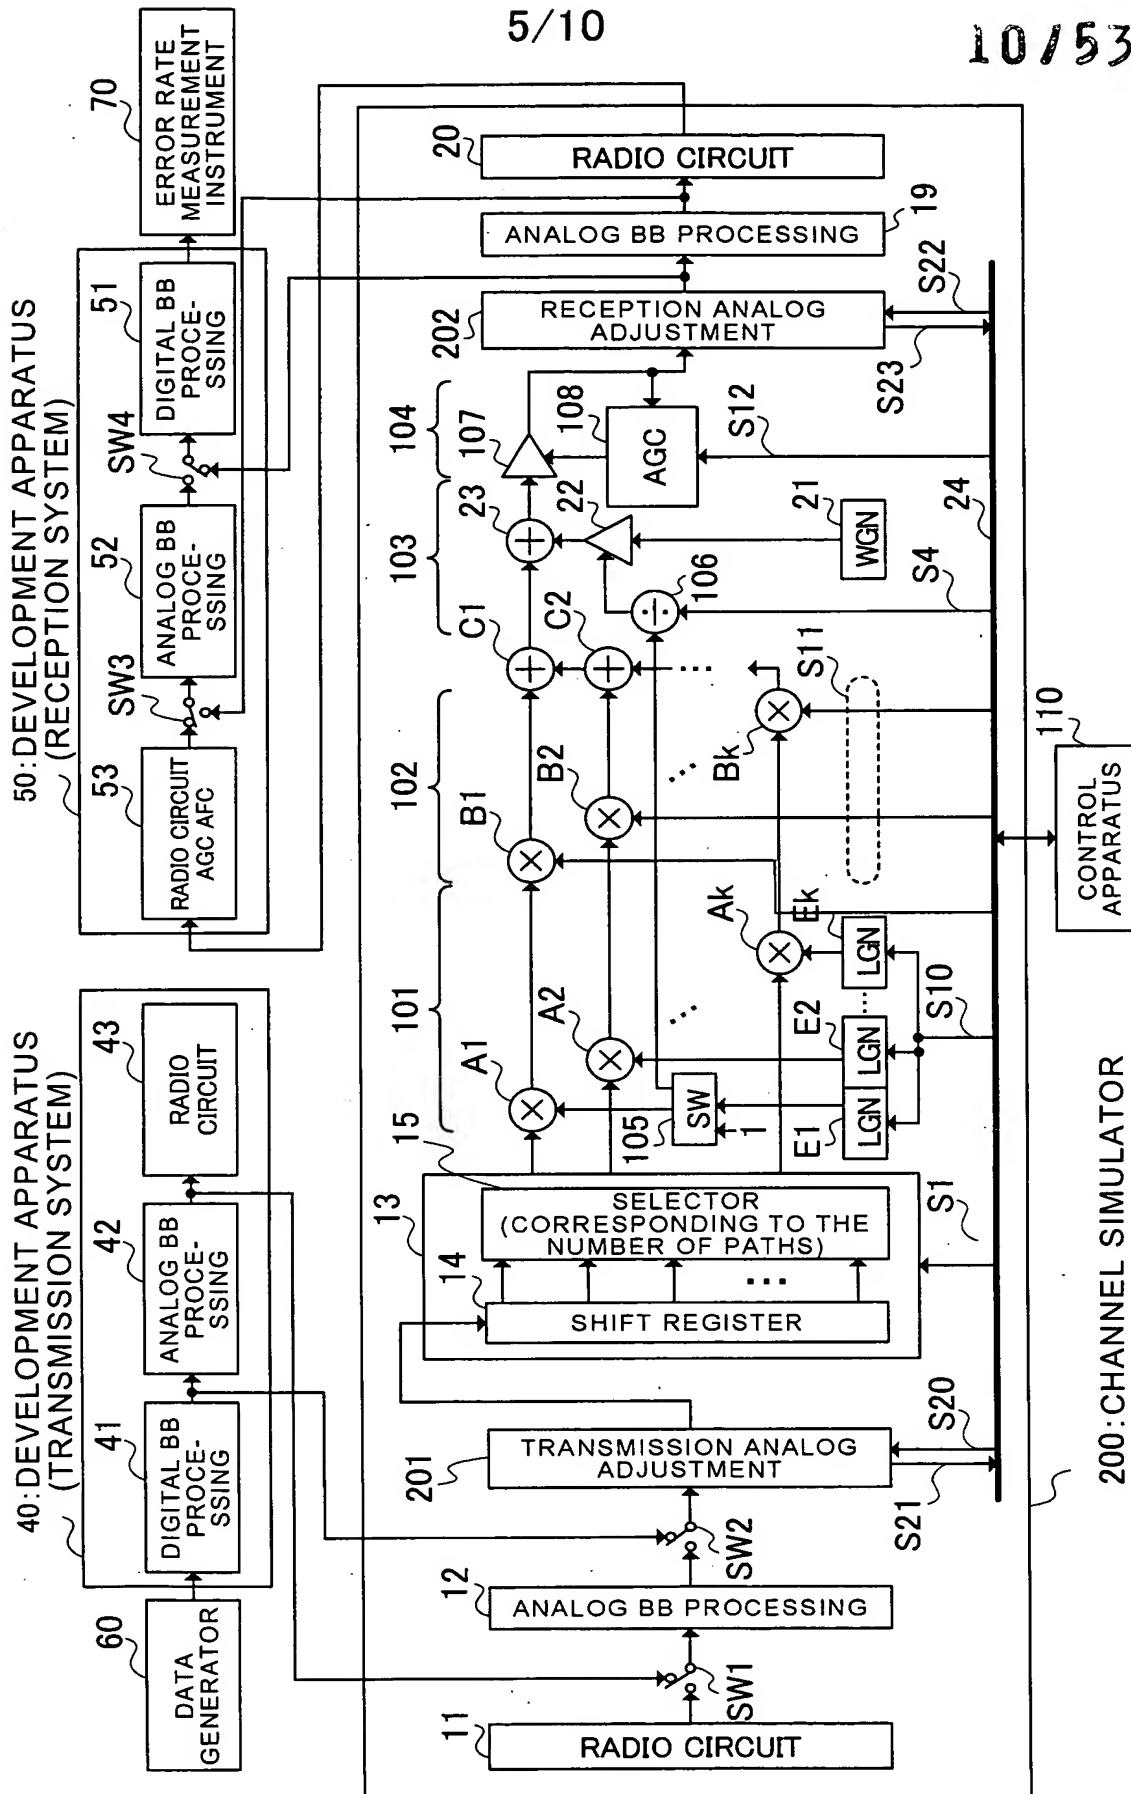 5/10
10/53
40:DEVELOPMENT APPARATUS
(TRANSMISSION SYSTEM)
50:DEVELOPMENT APPARATUS
(RECEPTION SYSTEM)
60
DATA
GENERATOR
41
DIGITAL BB
PROCE-
SSING
42
ANALOG BB
PROCE-
SSING
43
RADIO
CIRCUIT
53
RADIO CIRCUIT
AGC AFC
SW3
52
ANALOG BB
PROCE-
SSING
SW4
51
DIGITAL BB
PROCE-
SSING
70
ERROR RATE
MEASUREMENT
INSTRUMENT
11
RADIO CIRCUIT
SW1
12
ANALOG BB PROCESSING
SW2
201
TRANSMISSION ANALOG
ADJUSTMENT
S21
S20
13
14
SHIFT REGISTER
15
SELECTOR
(CORRESPONDING TO THE
NUMBER OF PATHS)
S1
101
A1
A2
Ak
105
SW
1
E1
LGN
E2
LGN
Ek
LGN
S10
102
B1
B2
Bk
S11
C1
C2
103
23
22
106
S4
21
WGN
24
104
107
108
AGC
S12
202
RECEPTION ANALOG
ADJUSTMENT
S23
S22
19
ANALOG BB PROCESSING
20
RADIO CIRCUIT
110
CONTROL
APPARATUS
200:CHANNEL SIMULATOR